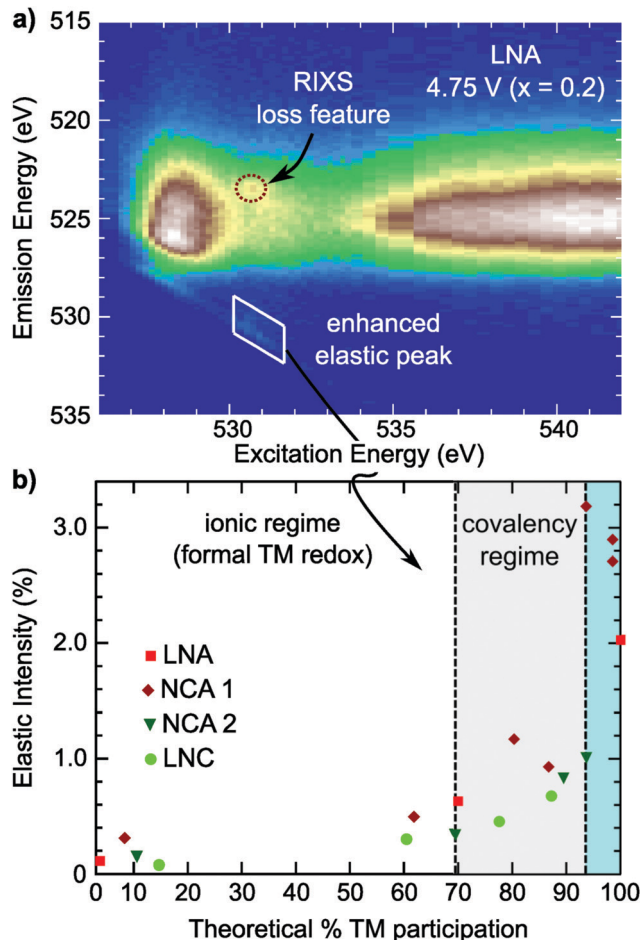 a)
515
520
525
530
535
Emission Energy (eV)
LNA
4.75 V (x = 0.2)
RIXS
loss feature
enhanced
elastic peak
530
535
540
Excitation Energy (eV)
b)
3.0
2.0
1.0
0
Elastic Intensity (%)
ionic regime
(formal TM redox)
covalency
regime
LNA
NCA 1
NCA 2
LNC
0 10 20 30 40 50 60 70 80 90 100
Theoretical % TM participation